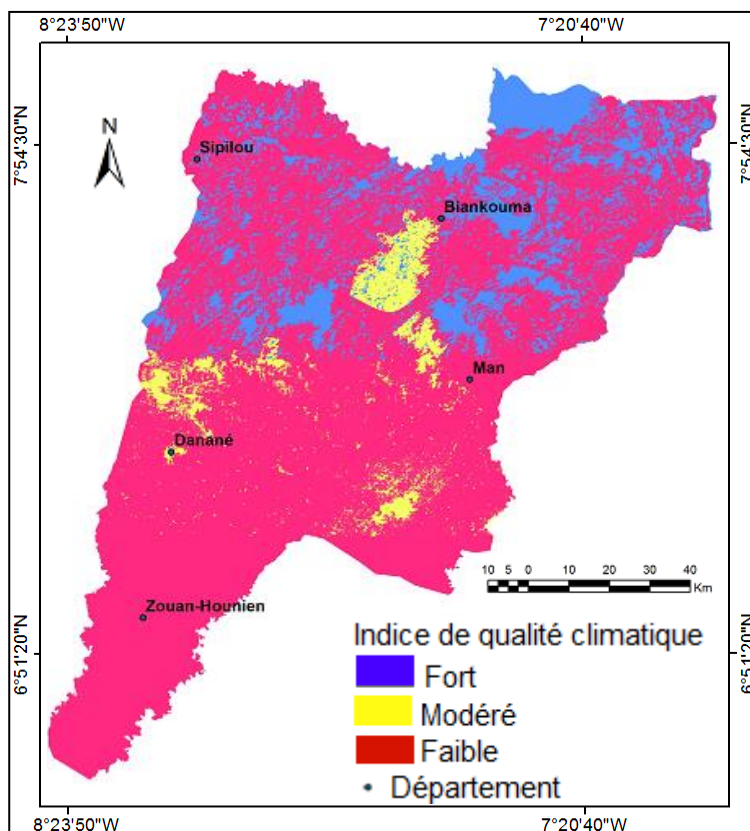 8°23'50"W 7°20'40"W
7°54'30"N
7°54'30"N
N
Sipilou
Biankouma
Man
Danané
Zouan-Hounien
10 5 0 10 20 30 40
Km
6°51'20"N
6°51'20"N
Indice de qualité climatique
Fort
Modéré
Faible
Département
8°23'50"W 7°20'40"W